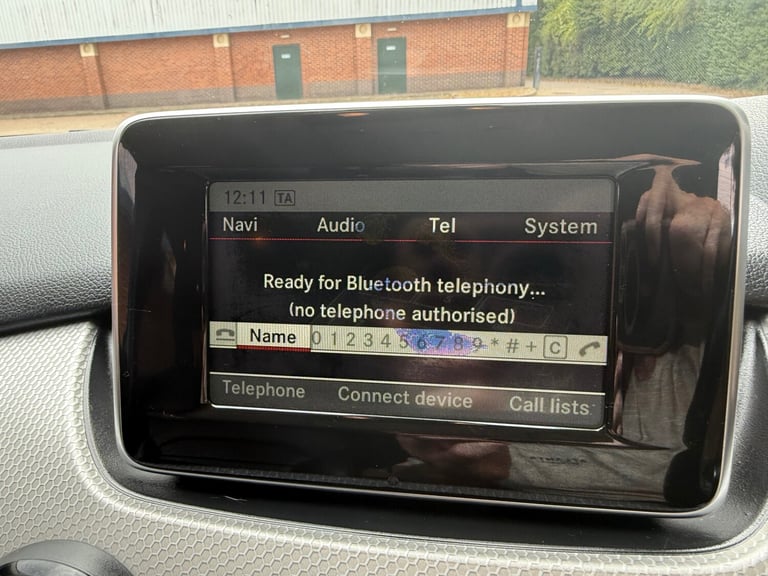 12:11 TA
Navi Audio Tel System
Ready for Bluetooth telephony...
(no telephone authorised)
Name 0 1 2 3 4 5 6 7 8 9 * # + C
Telephone Connect device Call lists